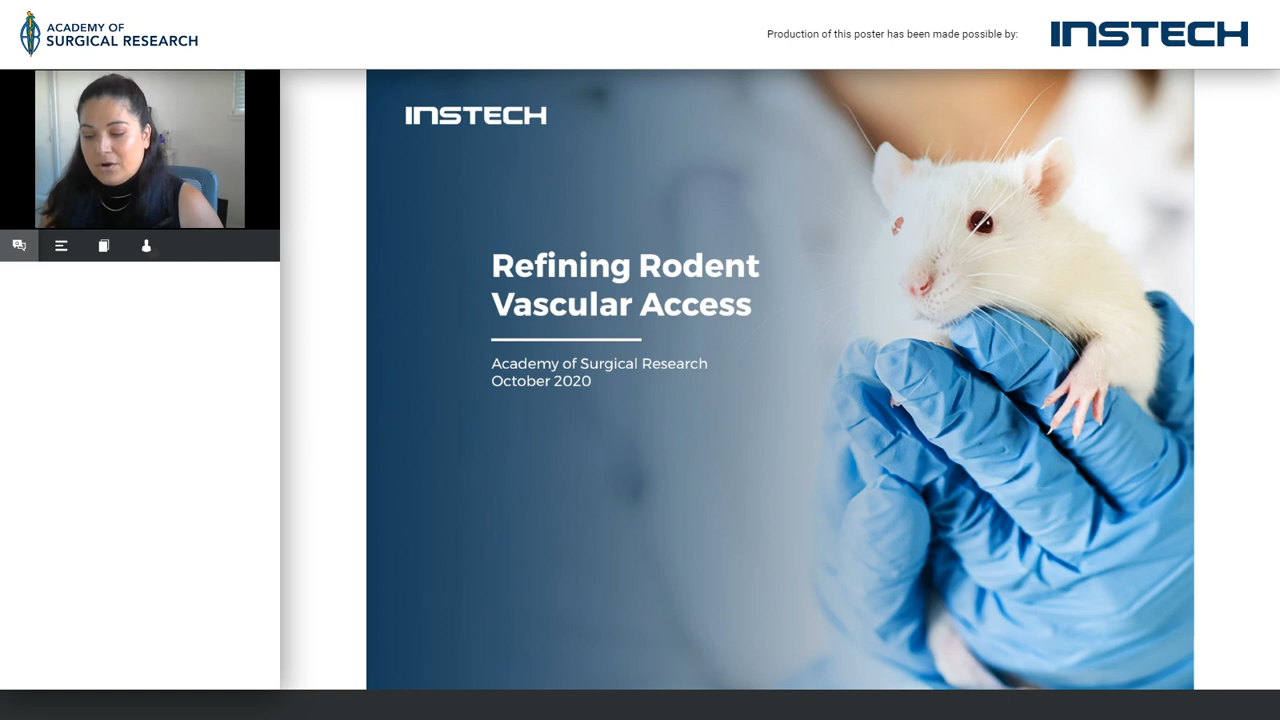 ACADEMY OF
SURGICAL RESEARCH
Production of this poster has been made possible by:
INSTECH
INSTECH
Refining Rodent
Vascular Access
Academy of Surgical Research
October 2020